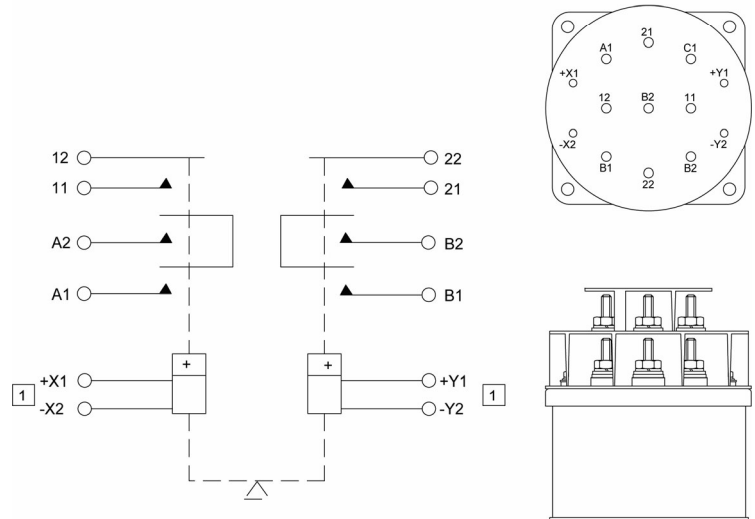 12 22
11 21
A2 B2
A1 B1
+ +
+X1 +Y1
1 1
-X2 -Y2
21
A1 C1
+X1 +Y1
12 B2 11
-X2 -Y2
B1 B2
22